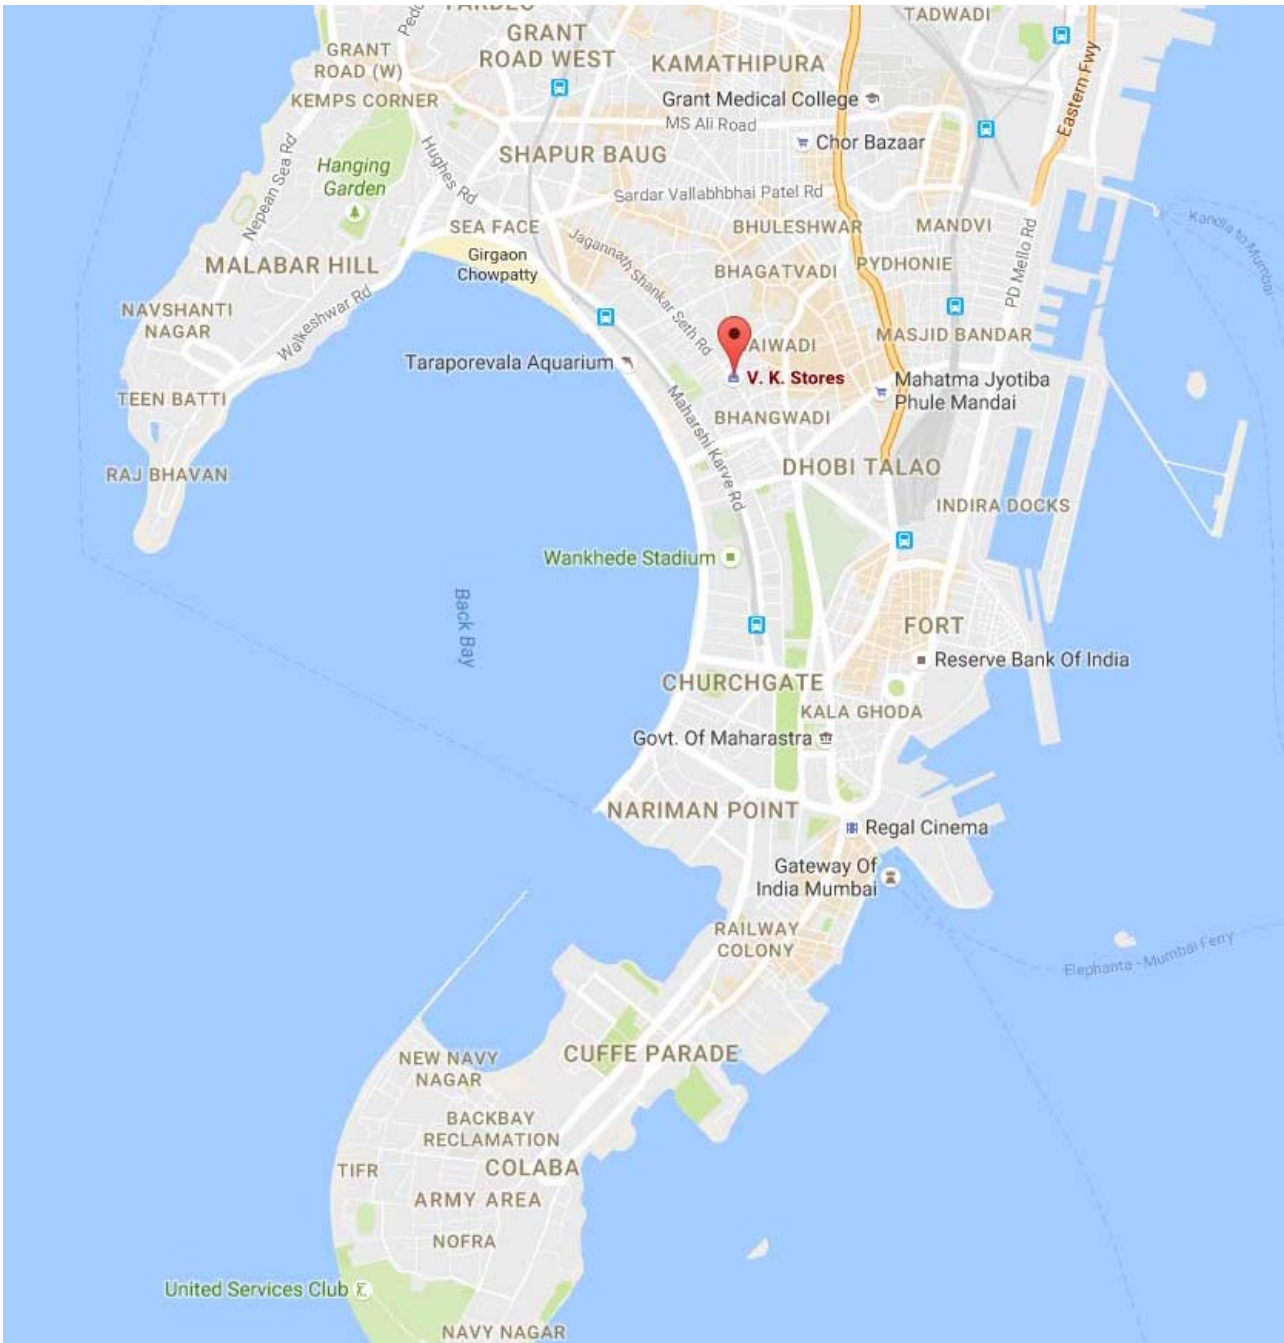 TARDEO
TADWADI
Pedd
GRANT
ROAD WEST
GRANT
ROAD (W)
KAMATHIPURA
Eastern Fwy
KEMPS CORNER
Grant Medical College
MS Ali Road
Chor Bazaar
Hughes Rd
SHAPUR BAUG
Nepean Sea Rd
Hanging
Garden
Sardar Vallabhbhai Patel Rd
SEA FACE
BHULESHWAR
MANDVI
Kandla to Mumbai
Jagannath Shankar Seth Rd
Girgaon
Chowpatty
MALABAR HILL
BHAGATVADI
PYDHONIE
PD Mello Rd
NAVSHANTI
NAGAR
Walkeshwar Rd
MASJID BANDAR
AIWADI
Taraporevala Aquarium
V. K. Stores
Mahatma Jyotiba
Phule Mandai
TEEN BATTI
Maharshi Karve Rd
BHANGWADI
RAJ BHAVAN
DHOBI TALAO
INDIRA DOCKS
Wankhede Stadium
Back Bay
FORT
Reserve Bank Of India
CHURCHGATE
KALA GHODA
Govt. Of Maharastra
NARIMAN POINT
Regal Cinema
Gateway Of
India Mumbai
RAILWAY
COLONY
Elephanta - Mumbai Ferry
CUFFE PARADE
NEW NAVY
NAGAR
BACKBAY
RECLAMATION
TIFR
COLABA
ARMY AREA
NOFRA
United Services Club
NAVY NAGAR